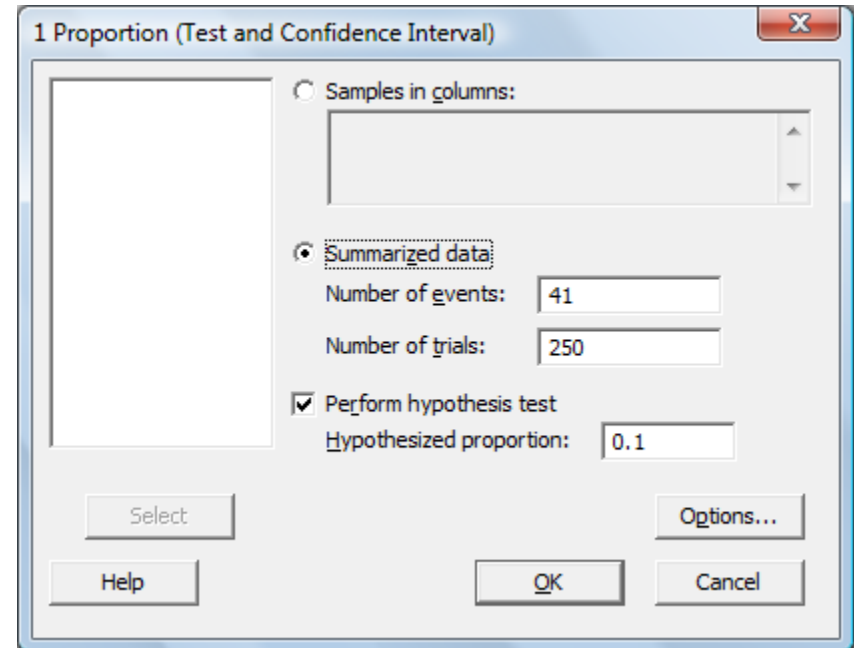 1 Proportion (Test and Confidence Interval)
Samples in columns:
Summarized data
Number of events: 41
Number of trials: 250
Perform hypothesis test
Hypothesized proportion: 0.1
Select
Options...
Help
OK
Cancel